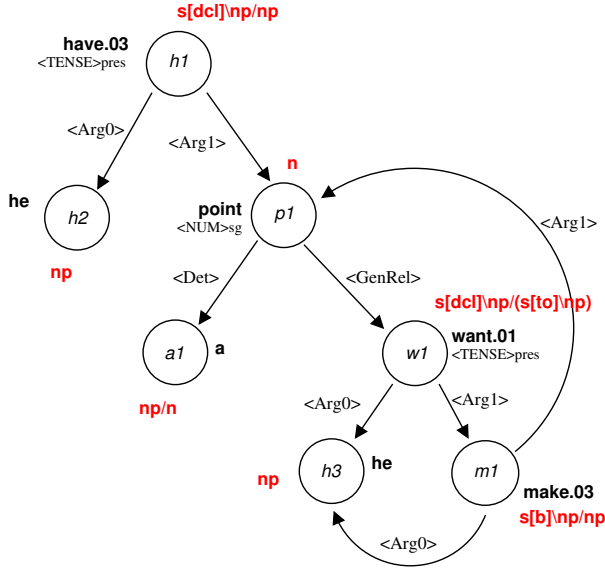 s[dcl]\np/np
have.03
<TENSE>pres
h1
<Arg0>
<Arg1>
n
he
h2
point
<NUM>sg
p1
<Arg1>
np
<Det>
<GenRel>
s[dcl]\np/(s[to]\np)
a1
a
w1
want.01
<TENSE>pres
np/n
<Arg0>
<Arg1>
np
h3
he
m1
make.03
s[b]\np/np
<Arg0>